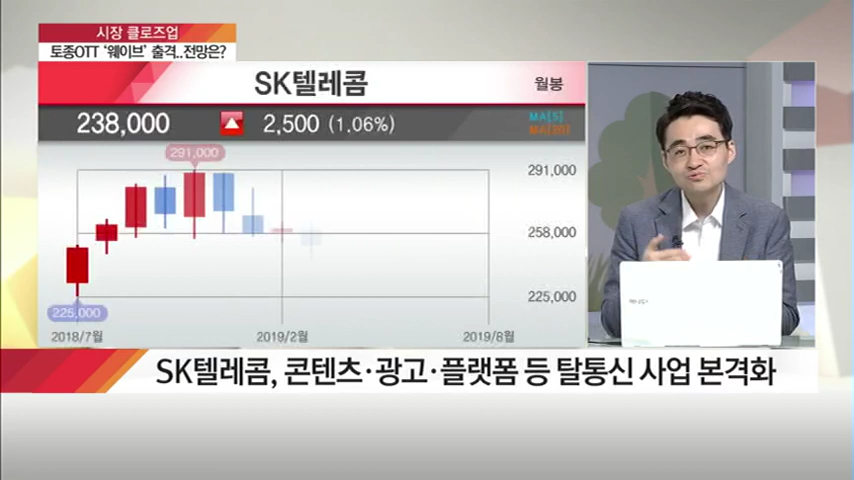 시장 클로즈업
토종OTT '웨이브' 출격..전망은?
SK텔레콤
월봉
238,000
2,500 (1.06%)
MA[5]
MA[20]
291,000
291,000
258,000
225,000
225,000
2018/7월
2019/2월
2019/8월
SK텔레콤, 콘텐츠·광고·플랫폼 등 탈통신 사업 본격화